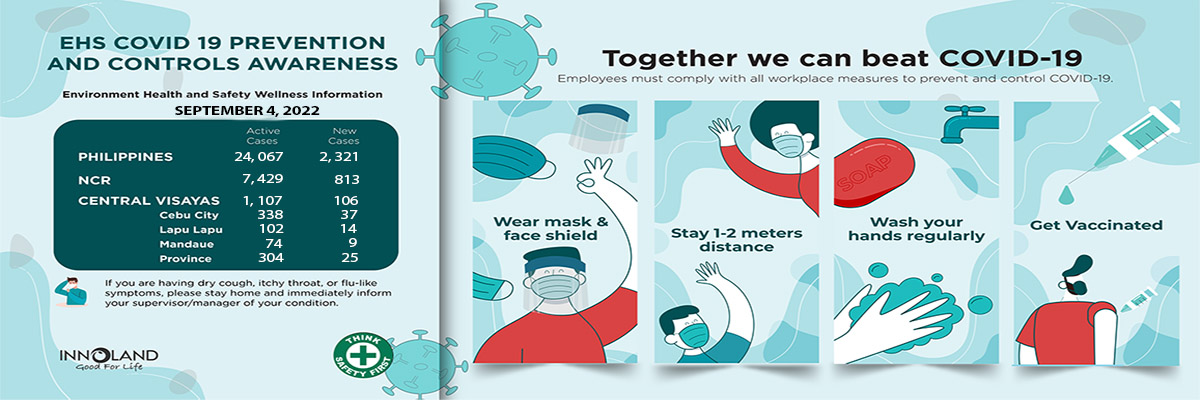 EHS COVID 19 PREVENTION
AND CONTROLS AWARENESS
Environment Health and Safety Wellness Information
SEPTEMBER 4, 2022
Active Cases New Cases
PHILIPPINES 24, 067 2, 321
NCR 7, 429 813
CENTRAL VISAYAS 1, 107 106
Cebu City 338 37
Lapu Lapu 102 14
Mandaue 74 9
Province 304 25
If you are having dry cough, itchy throat, or flu-like
symptoms, please stay home and immediately inform
your supervisor/manager of your condition.
INNOLAND
Good For Life
THINK
SAFETY FIRST
Together we can beat COVID-19
Employees must comply with all workplace measures to prevent and control COVID-19.
Wear mask &
face shield
Stay 1-2 meters
distance
SOAP
Wash your
hands regularly
Get Vaccinated